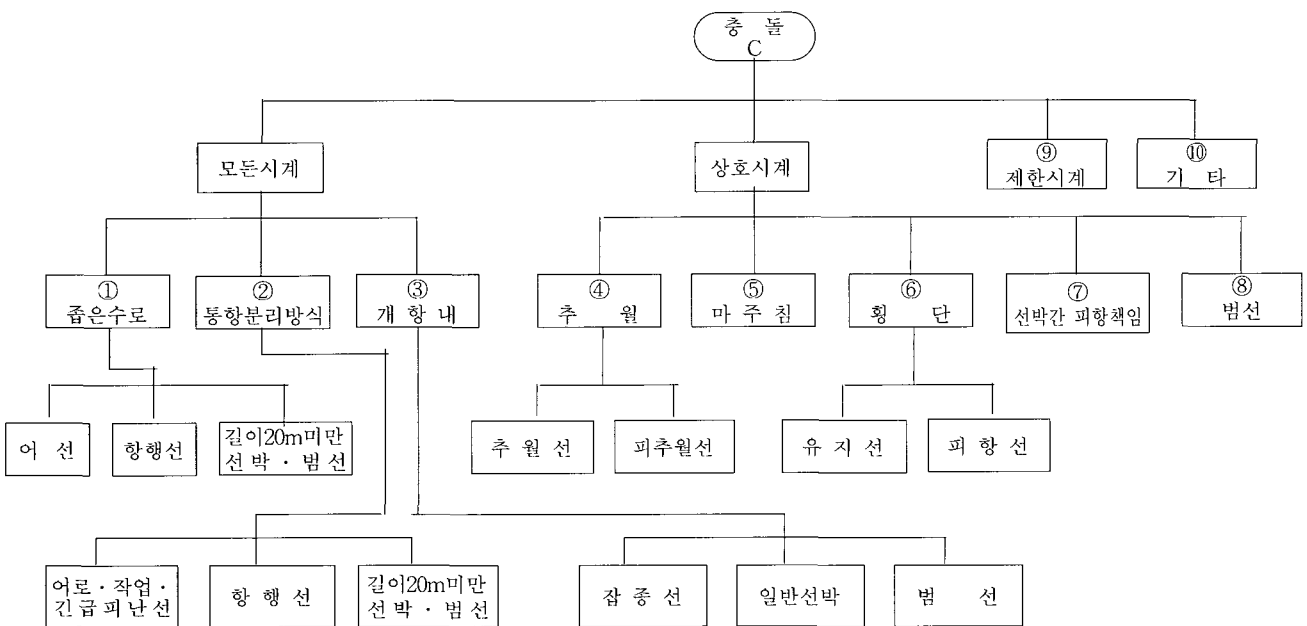 충 돌
C
모든시계
상호시계
⑨
제한시계
⑩
기 타
①
좁은수로
②
통항분리방식
③
개 항 내
④
추 월
⑤
마 주 침
⑥
횡 단
⑦
선박간 피항책임
⑧
범선
어 선
항행선
길이20m미만
선박 · 범선
추 월 선
피추월선
유 지 선
피 항 선
어로 · 작업 ·
긴급피난선
항 행 선
길이20m미만
선박 · 범선
잡 종 선
일반선박
범 선